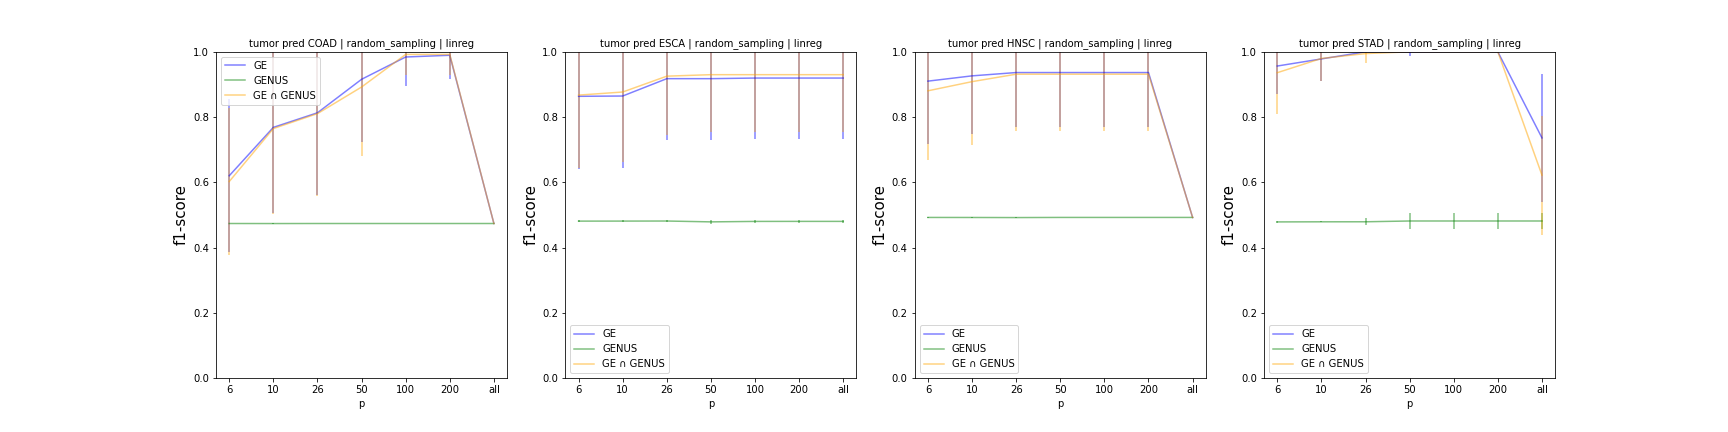 tumor pred COAD | random_sampling | linreg
1.0
0.8
0.6
0.4
0.2
0.0
f1-score
GE
GENUS
GE ∩ GENUS
6 10 26 50 100 200 all
p
tumor pred ESCA | random_sampling | linreg
1.0
0.8
0.6
0.4
0.2
0.0
f1-score
GE
GENUS
GE ∩ GENUS
6 10 26 50 100 200 all
p
tumor pred HNSC | random_sampling | linreg
1.0
0.8
0.6
0.4
0.2
0.0
f1-score
GE
GENUS
GE ∩ GENUS
6 10 26 50 100 200 all
p
tumor pred STAD | random_sampling | linreg
1.0
0.8
0.6
0.4
0.2
0.0
f1-score
GE
GENUS
GE ∩ GENUS
6 10 26 50 100 200 all
p